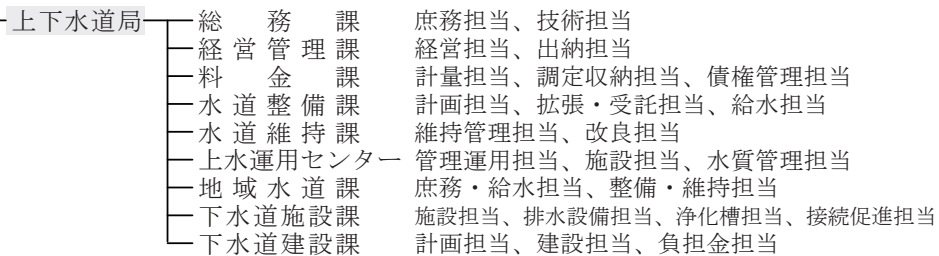 上下水道局 総務課 庶務担当、技術担当
経営管理課 経営担当、出納担当
料金課 計量担当、調定収納担当、債権管理担当
水道整備課 計画担当、拡張・受託担当、給水担当
水道維持課 維持管理担当、改良担当
上水運用センター 管理運用担当、施設担当、水質管理担当
地域水道課 庶務・給水担当、整備・維持担当
下水道施設課 施設担当、排水設備担当、浄化槽担当、接続促進担当
下水道建設課 計画担当、建設担当、負担金担当